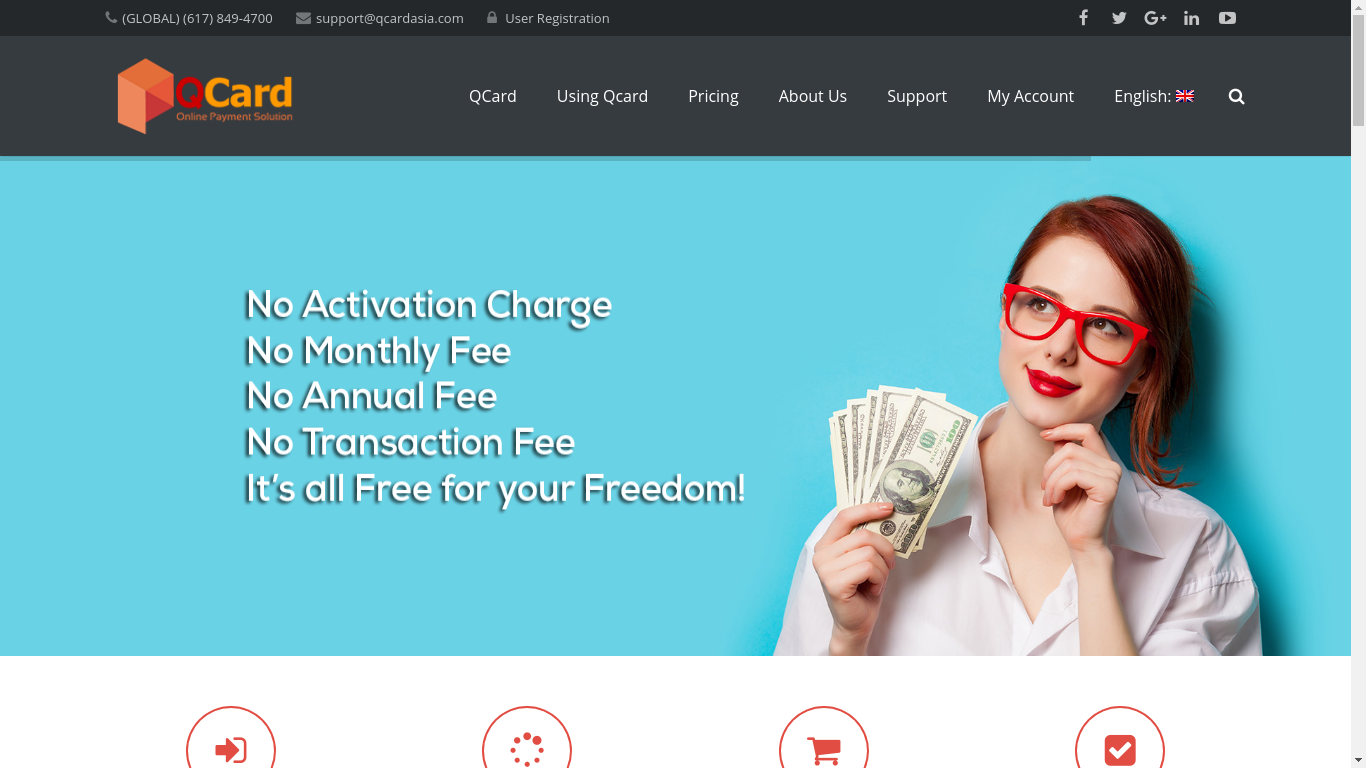 (GLOBAL) (617) 849-4700 support@qcardasia.com User Registration
QCard
Online Payment Solution
QCard Using Qcard Pricing About Us Support My Account English:
No Activation Charge
No Monthly Fee
No Annual Fee
No Transaction Fee
It's all Free for your Freedom!